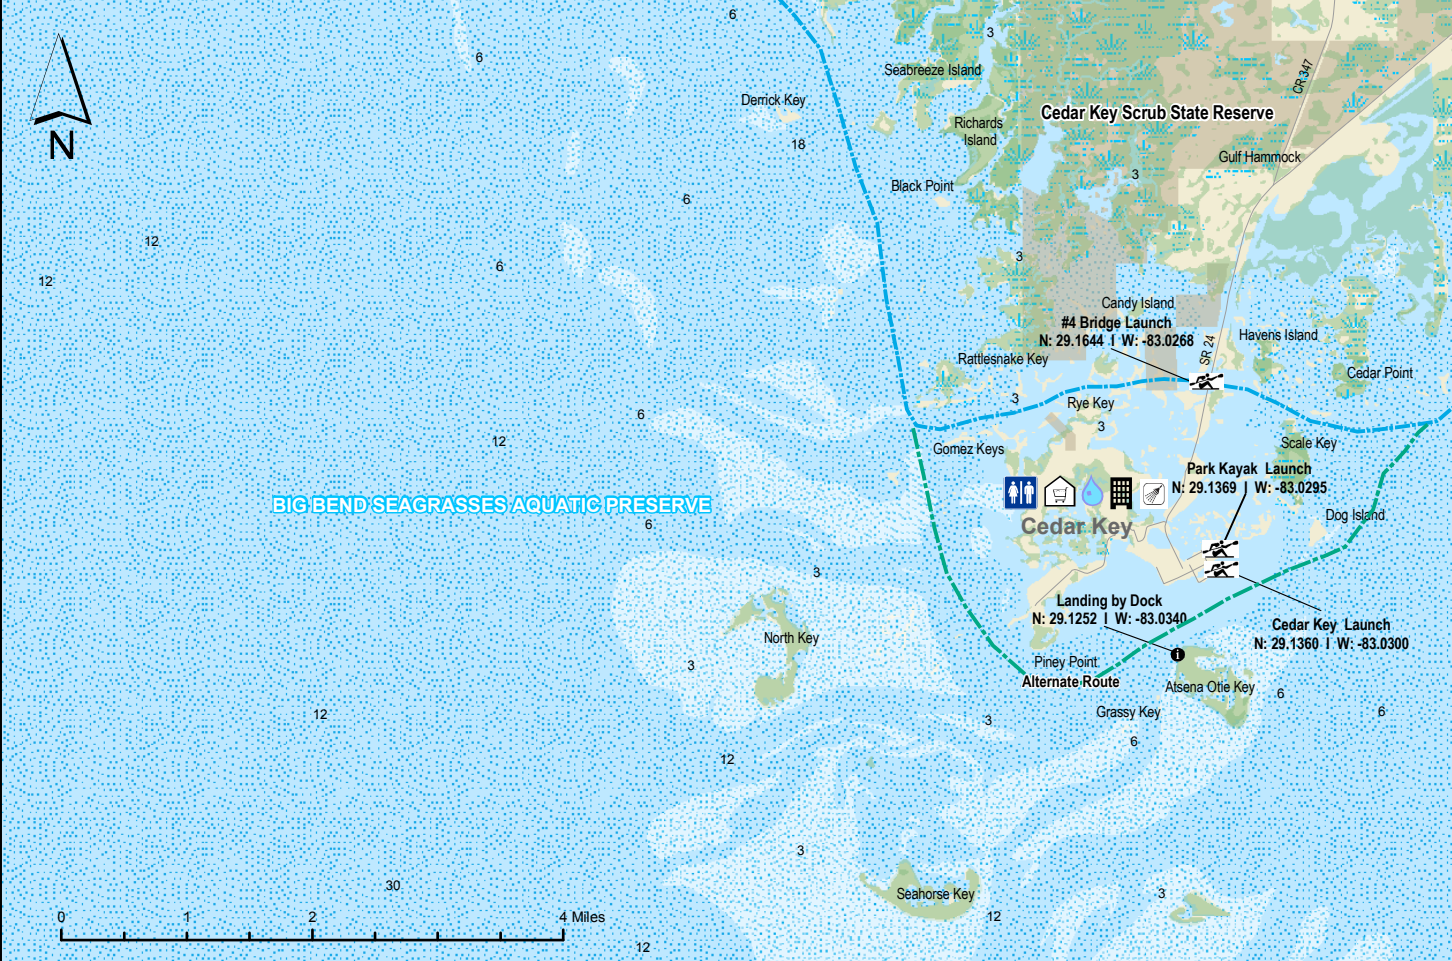 6
3
6
Seabreeze Island
CR 347
Derrick Key
Cedar Key Scrub State Reserve
Richards
Island
18
N
Gulf Hammock
3
Black Point
6
12
3
6
12
Candy Island
#4 Bridge Launch
N: 29.1644 I W: -83.0268
Havens Island
SR 24
Rattlesnake Key
Cedar Point
3
Rye Key
6
3
12
Gomez Keys
Scale Key
Park Kayak Launch
N: 29.1369 I W: -83.0295
BIG BEND SEAGRASSES AQUATIC PRESERVE
6
Cedar Key
Dog Island
3
Landing by Dock
N: 29.1252 I W: -83.0340
Cedar Key Launch
N: 29.1360 I W: -83.0300
North Key
3
Piney Point
Alternate Route
i
Atsena Otie Key
6
6
12
Grassy Key
3
6
12
3
30
Seahorse Key
3
12
0 1 2 4 Miles
12